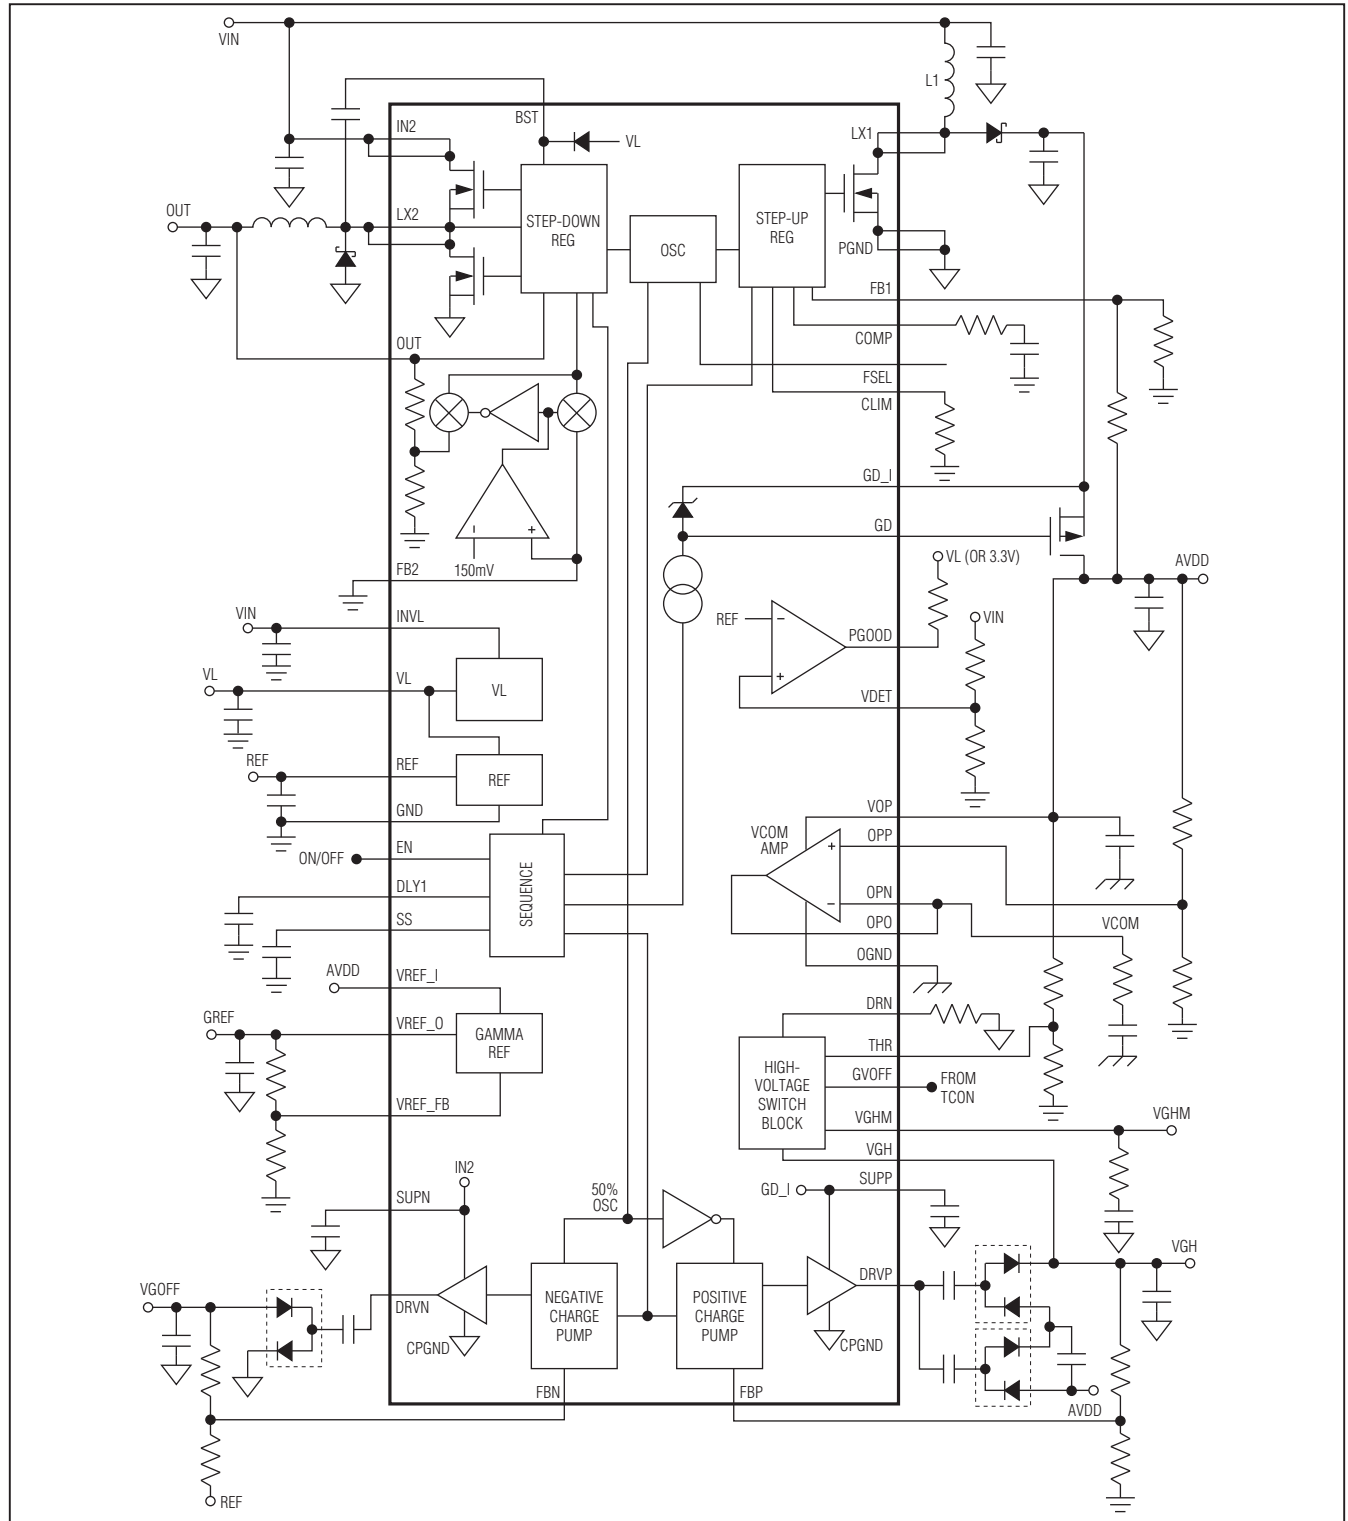 VIN
L1
BST
IN2
LX1
VL
OUT
LX2
STEP-DOWN
REG
OSC
STEP-UP
REG
PGND
FB1
OUT
COMP
FSEL
CLIM
GD_I
GD
150mV
FB2
VL (OR 3.3V)
AVDD
VIN
INVL
REF
−
+
PGOOD
VIN
VL
VL
VL
VDET
REF
REF
REF
GND
VOP
VCOM
AMP
+
−
OPP
ON/OFF
EN
SEQUENCE
DLY1
OPN
SS
OPO
VCOM
OGND
AVDD
VREF_I
DRN
GREF
VREF_O
GAMMA
REF
HIGH-
VOLTAGE
SWITCH
BLOCK
THR
GVOFF
FROM
TCON
VREF_FB
VGHM
VGHM
VGH
IN2
SUPN
50%
OSC
GD_I
SUPP
VGH
VGOFF
DRVN
DRVP
NEGATIVE
CHARGE
PUMP
POSITIVE
CHARGE
PUMP
CPGND
CPGND
FBN
FBP
AVDD
REF